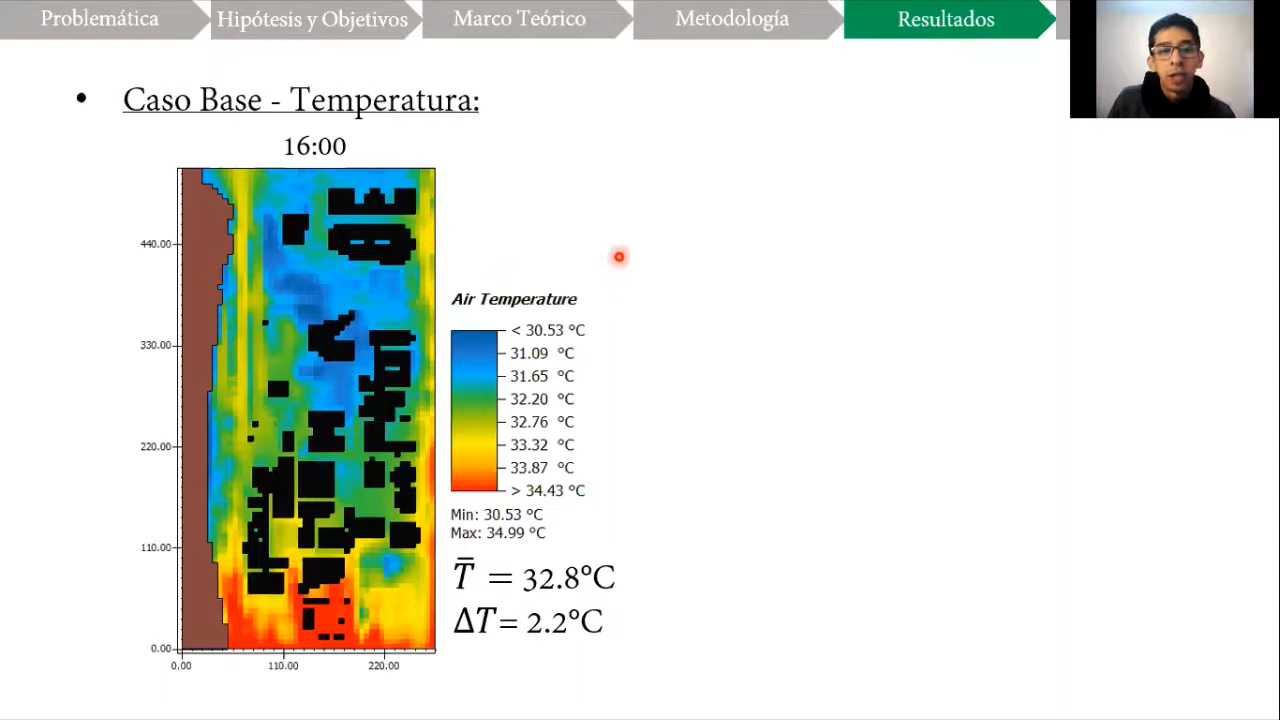 Problemática
Hipótesis y Objetivos
Marco Teórico
Metodología
Resultados
• Caso Base - Temperatura:
16:00
440.00
330.00
220.00
110.00
0.00
0.00
110.00
220.00
Air Temperature
< 30.53 °C
31.09 °C
31.65 °C
32.20 °C
32.76 °C
33.32 °C
33.87 °C
> 34.43 °C
Min: 30.53 °C
Max: 34.99 °C
T̅ = 32.8°C
ΔT = 2.2°C